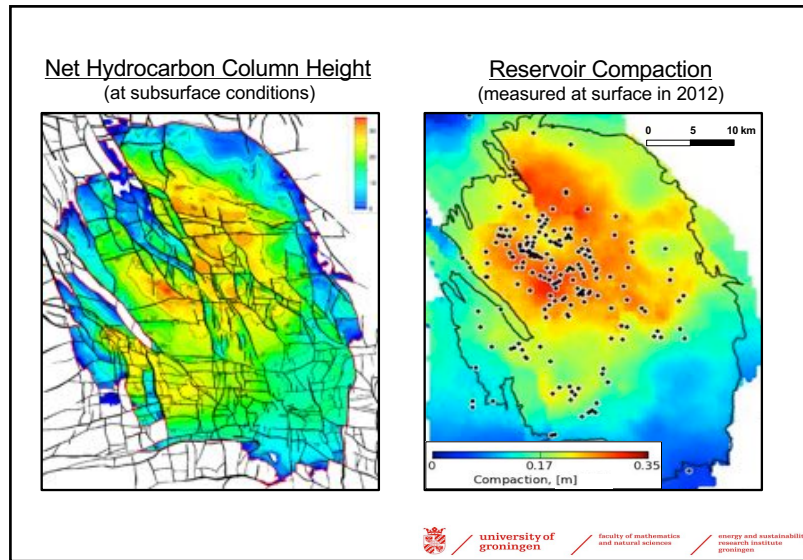 Net Hydrocarbon Column Height
(at subsurface conditions)
Reservoir Compaction
(measured at surface in 2012)
0 5 10 km
0 0.17 0.35
Compaction, [m]
university of
groningen
faculty of mathematics
and natural sciences
energy and sustainabili
research institute
groningen